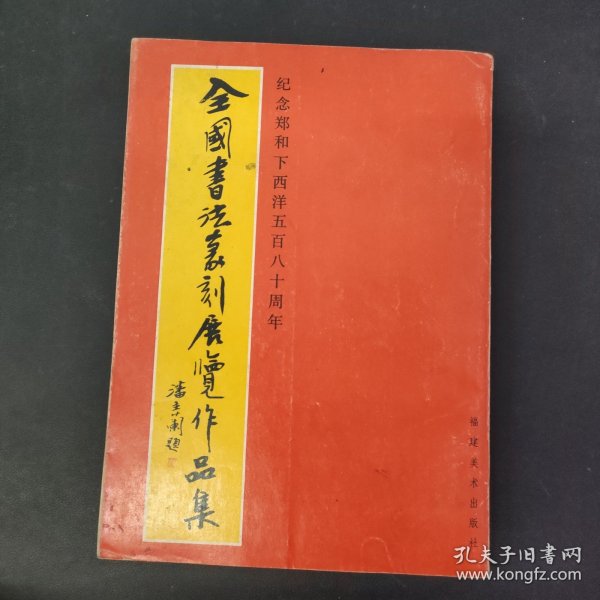 纪念郑和下西洋五百八十周年
全國書法篆刻展覽作品集
潘主蘭題
福建美术出版社
孔夫子旧书网
www.kongfz.com